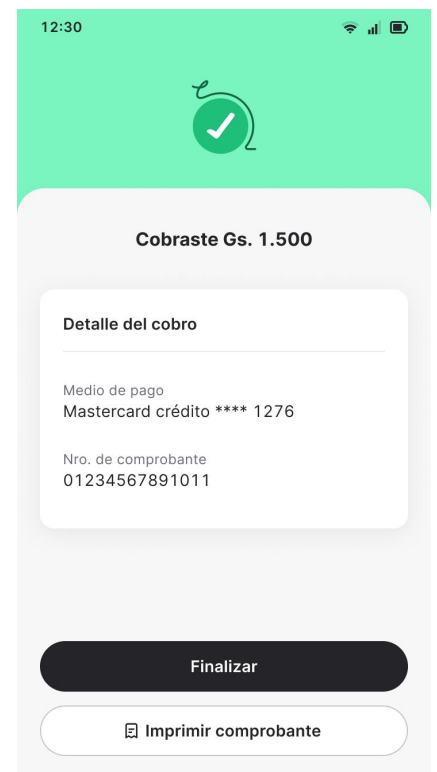 12:30
Cobraste Gs. 1.500
Detalle del cobro
Medio de pago
Mastercard crédito **** 1276
Nro. de comprobante
01234567891011
Finalizar
Imprimir comprobante